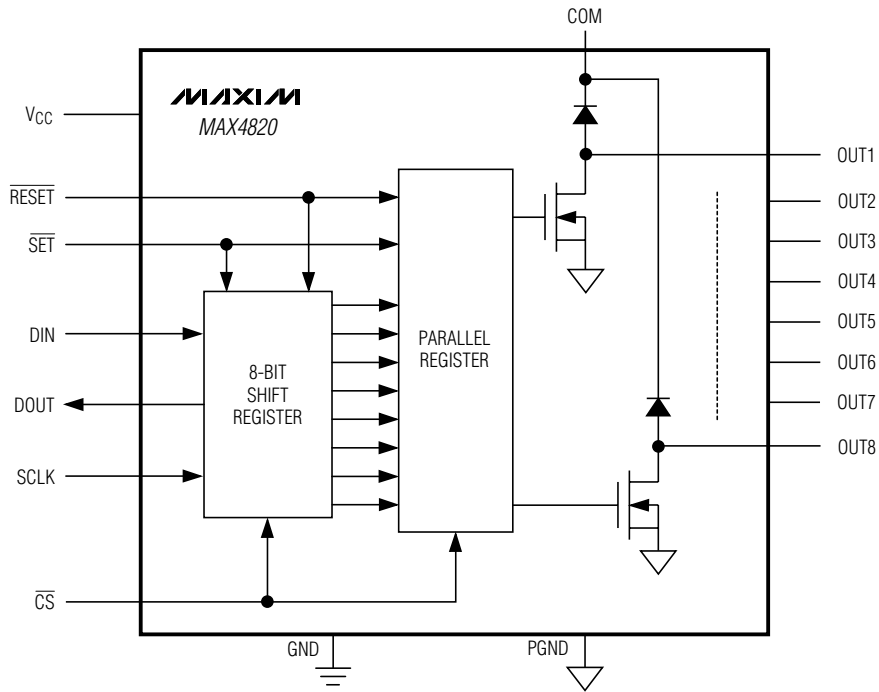 COM
MAXIM
MAX4820
VCC
RESET
SET
DIN
DOUT
SCLK
CS
8-BIT
SHIFT
REGISTER
PARALLEL
REGISTER
OUT1
OUT2
OUT3
OUT4
OUT5
OUT6
OUT7
OUT8
GND
PGND